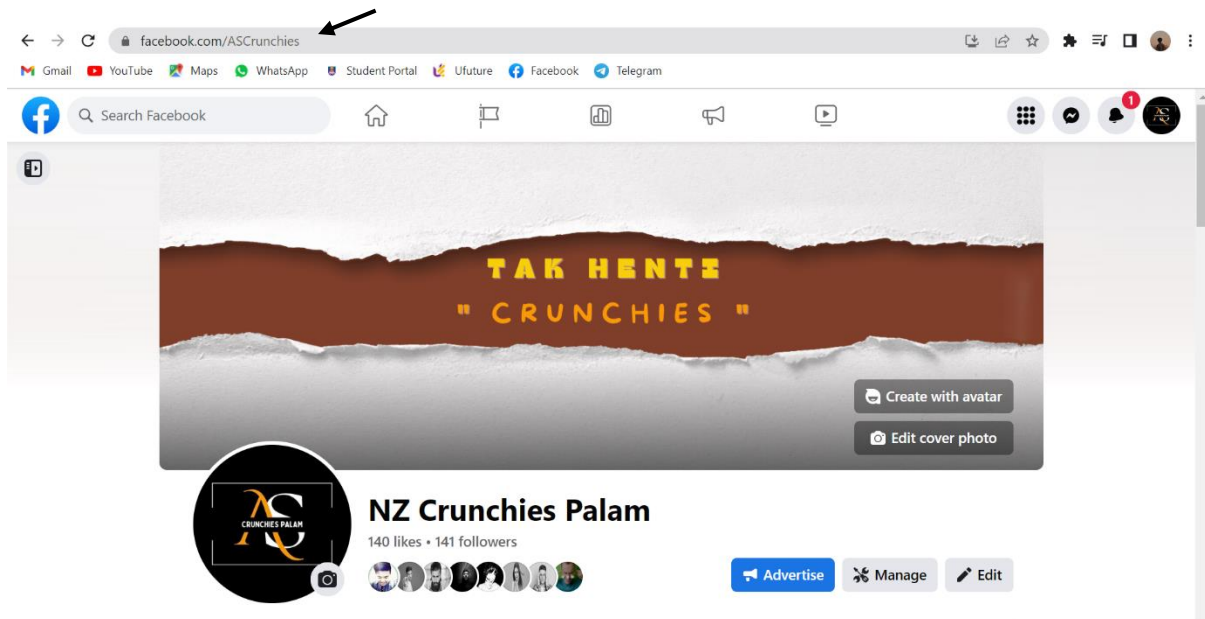 facebook.com/ASCrunchies
Gmail YouTube Maps WhatsApp Student Portal Ufuture Facebook Telegram
Search Facebook
1
TAK HENTI
" CRUNCHIES "
Create with avatar
Edit cover photo
AS
CRUNCHIES PALAM
NZ Crunchies Palam
140 likes • 141 followers
Advertise Manage Edit